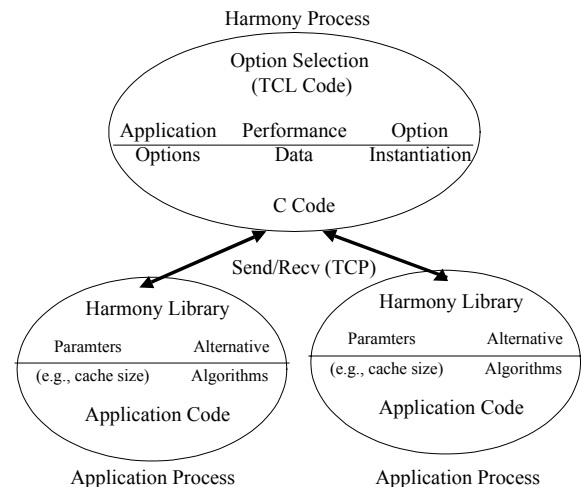 Harmony Process
Option Selection
(TCL Code)
Application Performance Option
Options Data Instantiation
C Code
Send/Recv (TCP)
Harmony Library
Paramters Alternative
(e.g., cache size) Algorithms
Application Code
Application Process
Harmony Library
Paramters Alternative
(e.g., cache size) Algorithms
Application Code
Application Process